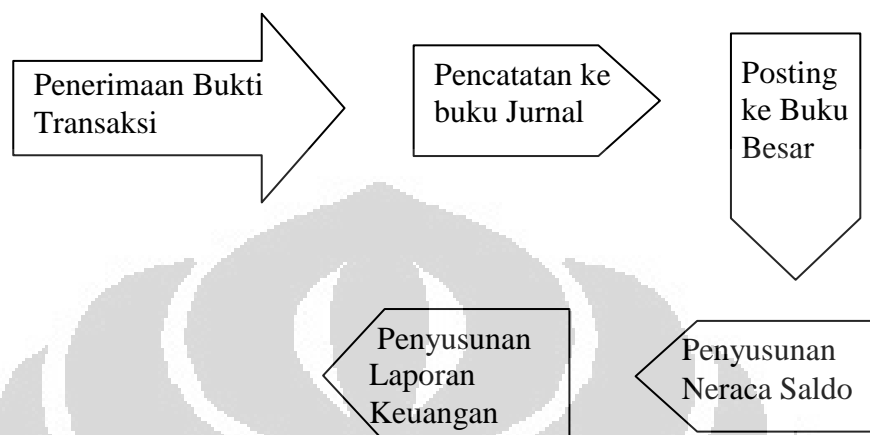 Penerimaan Bukti
Transaksi
Pencatatan ke
buku Jurnal
Posting
ke Buku
Besar
Penyusunan
Neraca Saldo
Penyusunan
Laporan
Keuangan